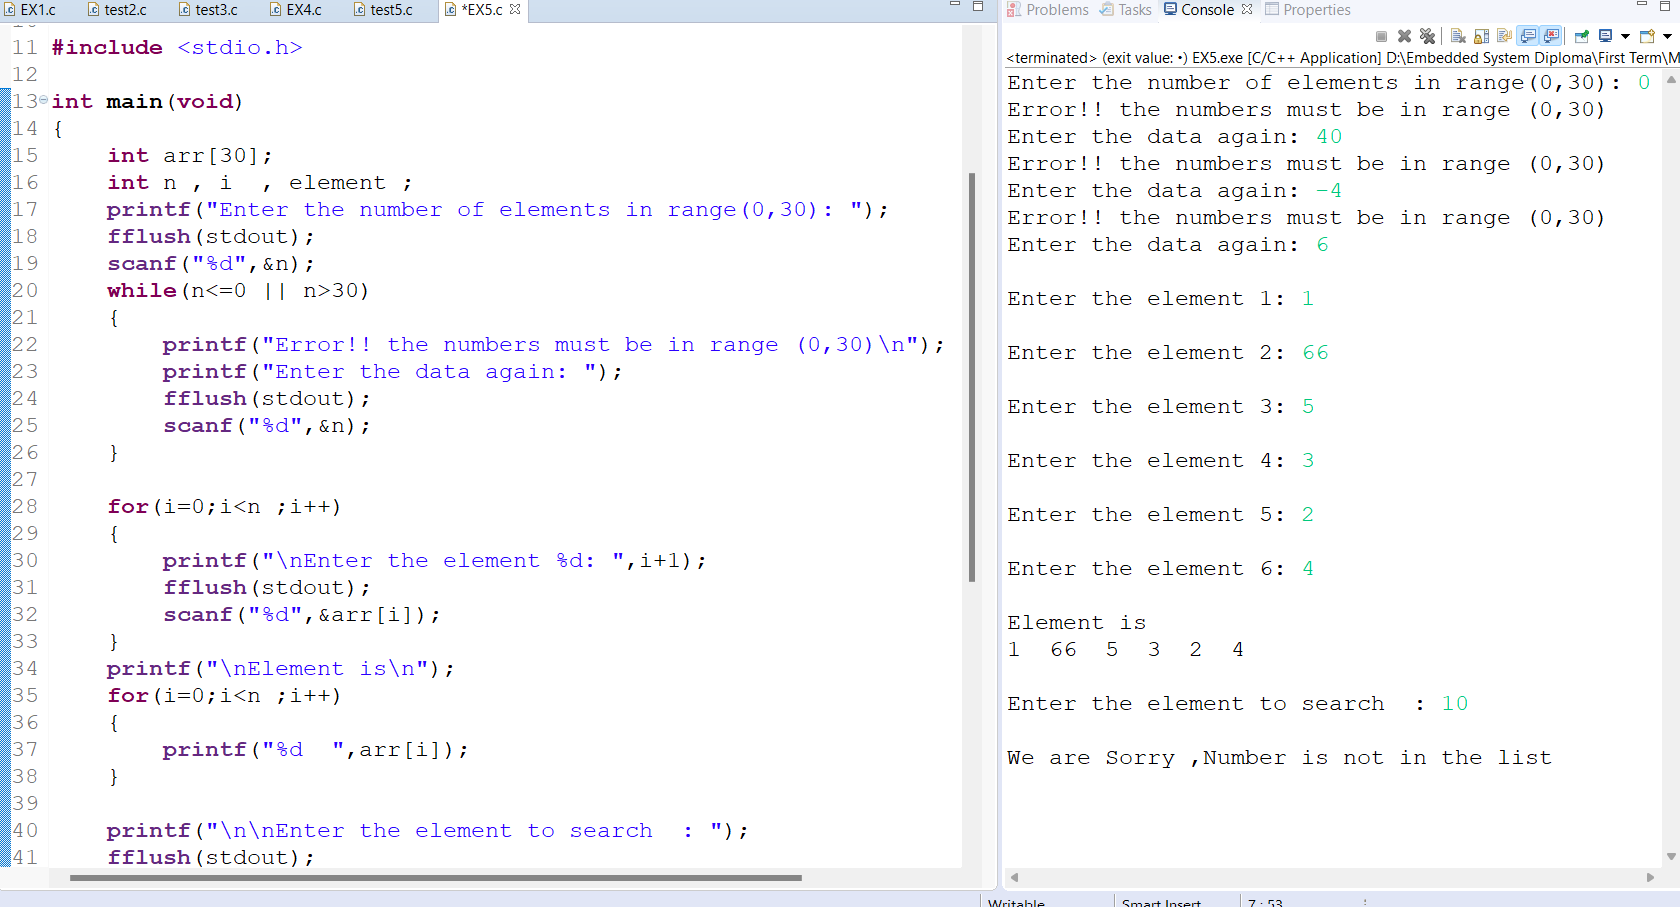 EX1.c test2.c test3.c EX4.c test5.c *EX5.c
11 #include <stdio.h>
12
13 int main(void)
14 {
15 int arr[30];
16 int n , i  , element ;
17 printf("Enter the number of elements in range(0,30): ");
18 fflush(stdout);
19 scanf("%d",&n);
20 while(n<=0 || n>30)
21 {
22 printf("Error!! the numbers must be in range (0,30)\n");
23 printf("Enter the data again: ");
24 fflush(stdout);
25 scanf("%d",&n);
26 }
27
28 for(i=0;i<n ;i++)
29 {
30 printf("\nEnter the element %d: ",i+1);
31 fflush(stdout);
32 scanf("%d",&arr[i]);
33 }
34 printf("\nElement is\n");
35 for(i=0;i<n ;i++)
36 {
37 printf("%d  ",arr[i]);
38 }
39
40 printf("\n\nEnter the element to search  : ");
41 fflush(stdout);
Problems Tasks Console Properties
<terminated> (exit value: •) EX5.exe [C/C++ Application] D:\Embedded System Diploma\First Term\M
Enter the number of elements in range(0,30): 0
Error!! the numbers must be in range (0,30)
Enter the data again: 40
Error!! the numbers must be in range (0,30)
Enter the data again: -4
Error!! the numbers must be in range (0,30)
Enter the data again: 6
Enter the element 1: 1
Enter the element 2: 66
Enter the element 3: 5
Enter the element 4: 3
Enter the element 5: 2
Enter the element 6: 4
Element is
1  66  5  3  2  4
Enter the element to search  : 10
We are Sorry ,Number is not in the list
Writable Smart Insert 7 : 53